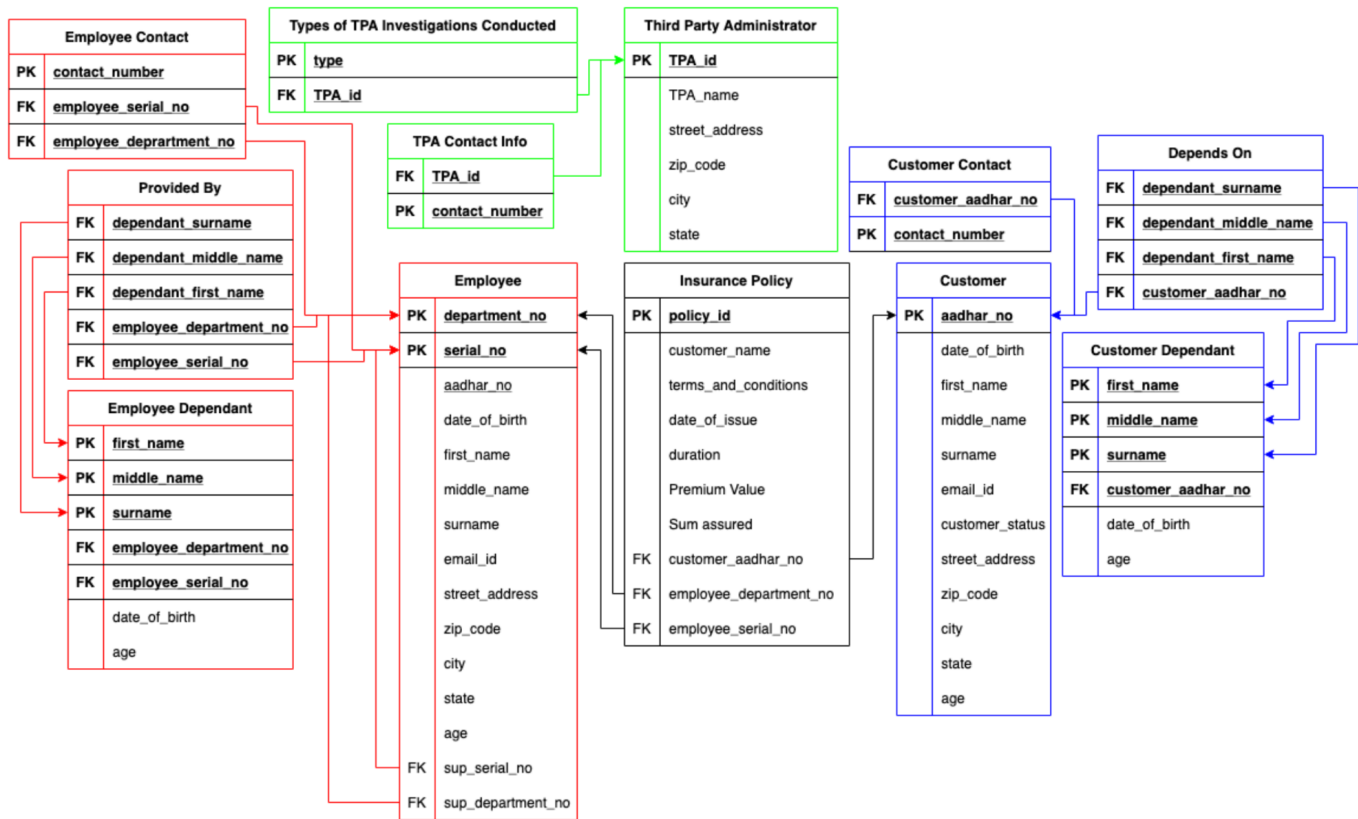 Employee Contact
PK contact_number
FK employee_serial_no
FK employee_deprartment_no
Types of TPA Investigations Conducted
PK type
FK TPA_id
Third Party Administrator
PK TPA_id
TPA_name
street_address
zip_code
city
state
TPA Contact Info
FK TPA_id
PK contact_number
Customer Contact
FK customer_aadhar_no
PK contact_number
Depends On
FK dependant_surname
FK dependant_middle_name
FK dependant_first_name
FK customer_aadhar_no
Provided By
FK dependant_surname
FK dependant_middle_name
FK dependant_first_name
FK employee_department_no
FK employee_serial_no
Employee
PK department_no
PK serial_no
aadhar_no
date_of_birth
first_name
middle_name
surname
email_id
street_address
zip_code
city
state
age
FK sup_serial_no
FK sup_department_no
Insurance Policy
PK policy_id
customer_name
terms_and_conditions
date_of_issue
duration
Premium Value
Sum assured
FK customer_aadhar_no
FK employee_department_no
FK employee_serial_no
Customer
PK aadhar_no
date_of_birth
first_name
middle_name
surname
email_id
customer_status
street_address
zip_code
city
state
age
Customer Dependant
PK first_name
PK middle_name
PK surname
FK customer_aadhar_no
date_of_birth
age
Employee Dependant
PK first_name
PK middle_name
PK surname
FK employee_department_no
FK employee_serial_no
date_of_birth
age